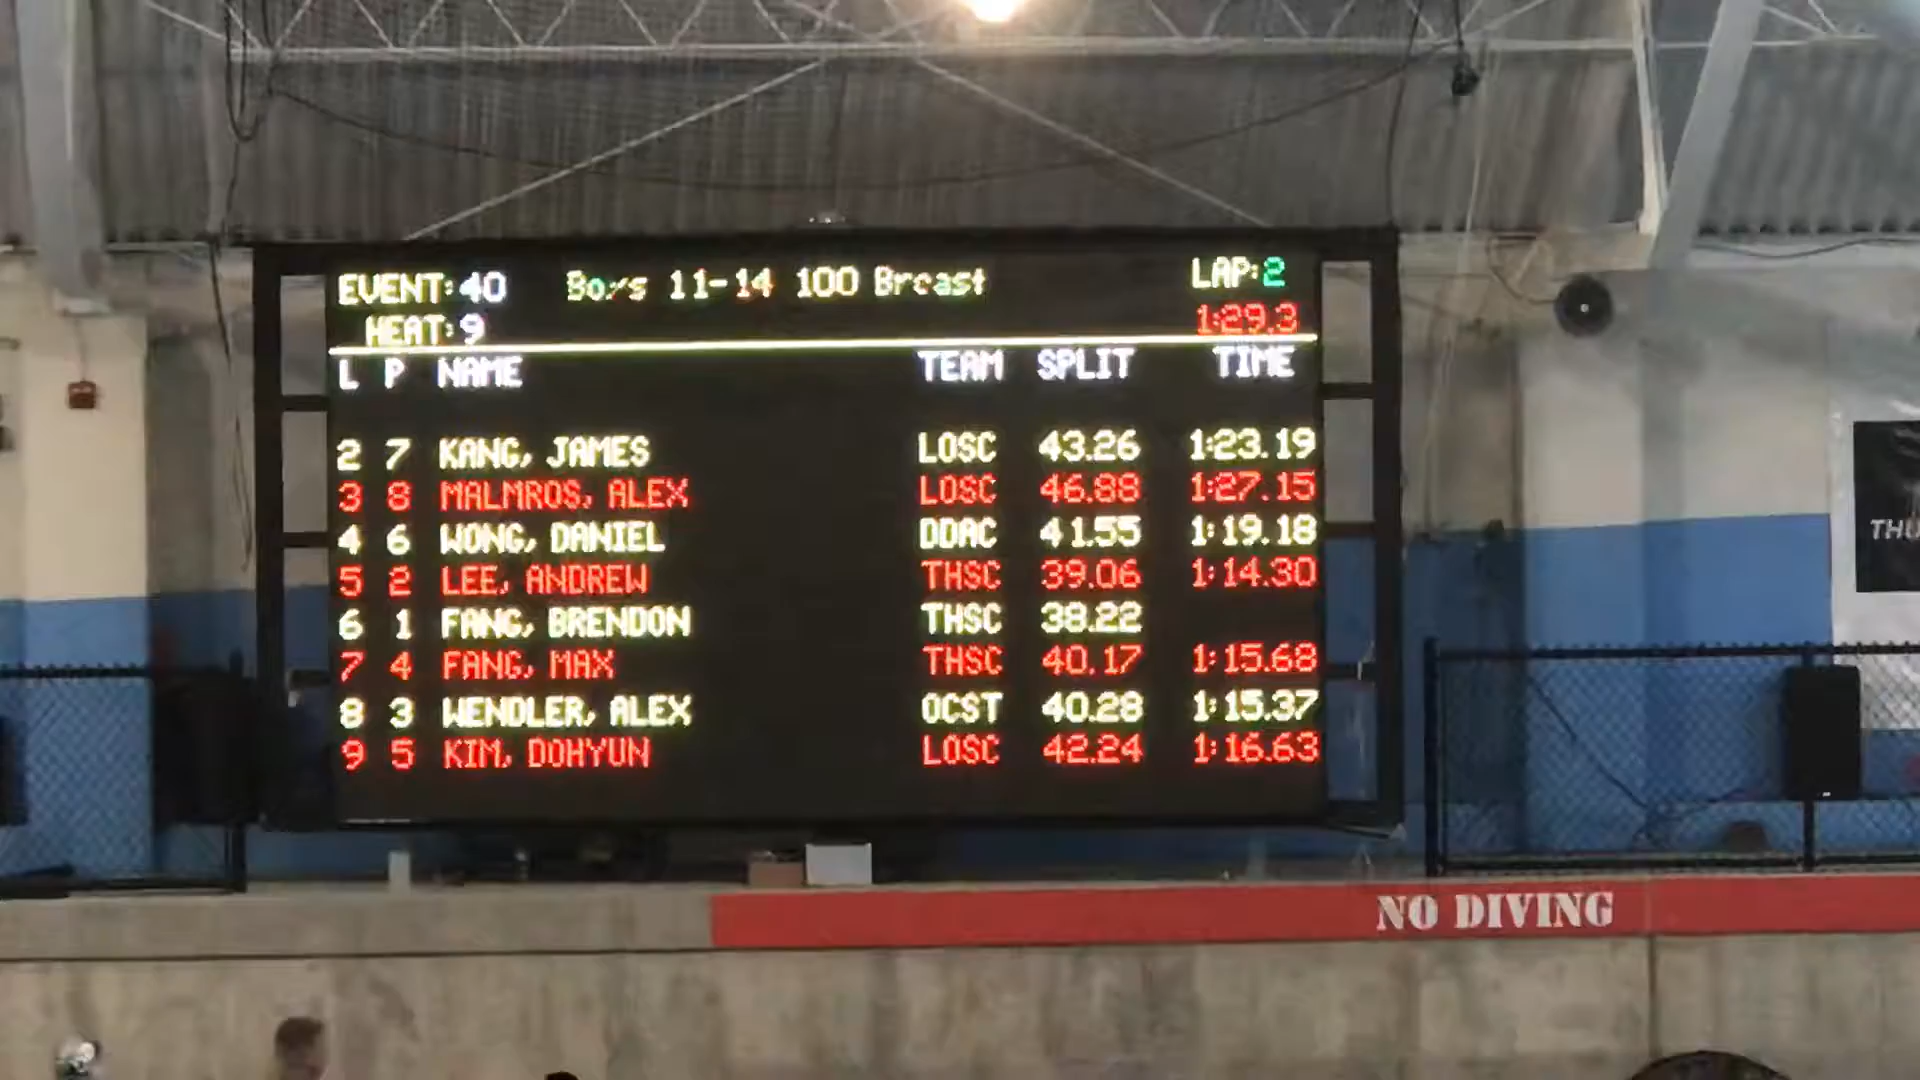 EVENT:40 Boys 11-14 100 Breast LAP:2
HEAT:9 1:29.3
L P NAME TEAM SPLIT TIME
2 7 KANG, JAMES LOSC 43.26 1:23.19
3 8 MALMROS, ALEX LOSC 46.88 1:27.15
4 6 WONG, DANIEL DDAC 41.55 1:19.18
5 2 LEE, ANDREW THSC 39.06 1:14.30
6 1 FANG, BRENDON THSC 38.22
7 4 FANG, MAX THSC 40.17 1:15.68
8 3 WENDLER, ALEX OCST 40.28 1:15.37
9 5 KIM, DOHYUN LOSC 42.24 1:16.63
NO DIVING